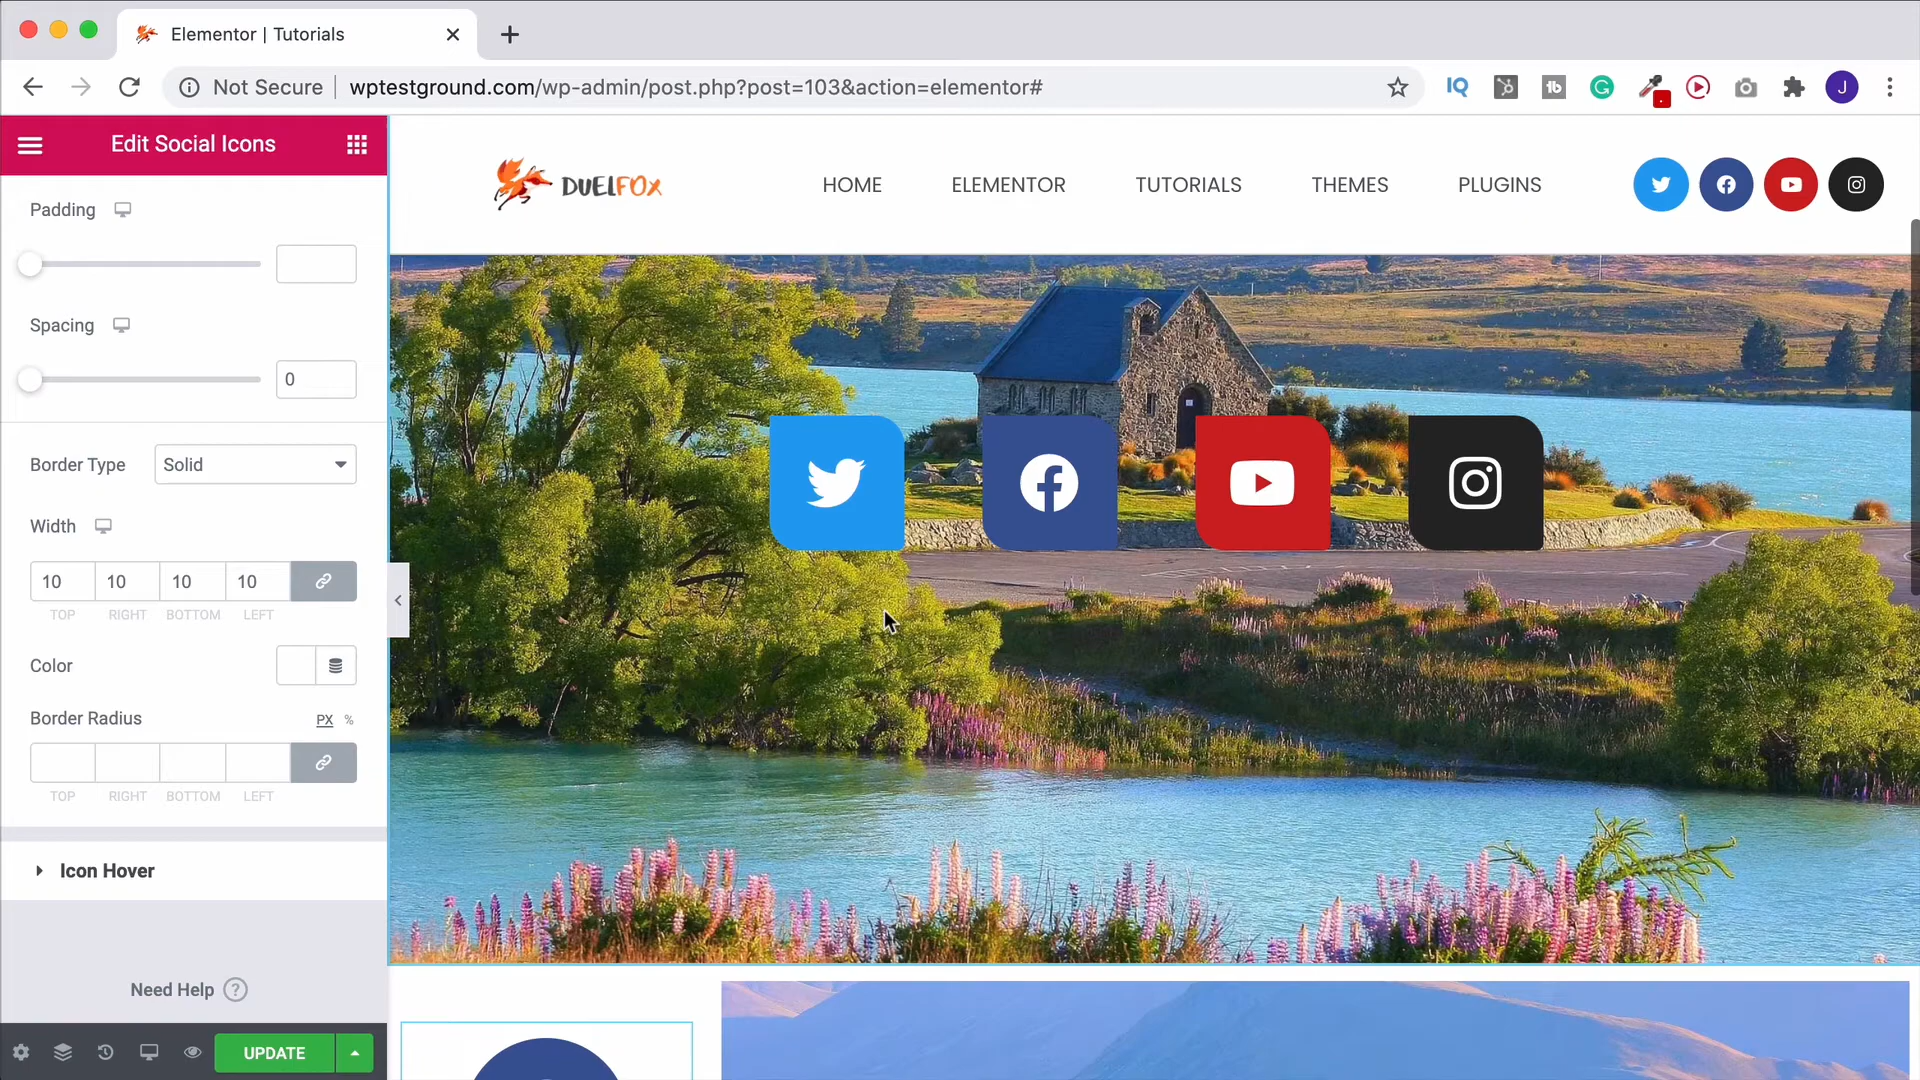 Elementor | Tutorials
Not Secure
wptestground.com/wp-admin/post.php?post=103&action=elementor#
IQ
tb
J
Edit Social Icons
DUELFOX
HOME
ELEMENTOR
TUTORIALS
THEMES
PLUGINS
Padding
Spacing
0
Border Type
Solid
Width
10 10 10 10
TOP RIGHT BOTTOM LEFT
Color
Border Radius
PX %
TOP RIGHT BOTTOM LEFT
Icon Hover
Need Help ?
UPDATE